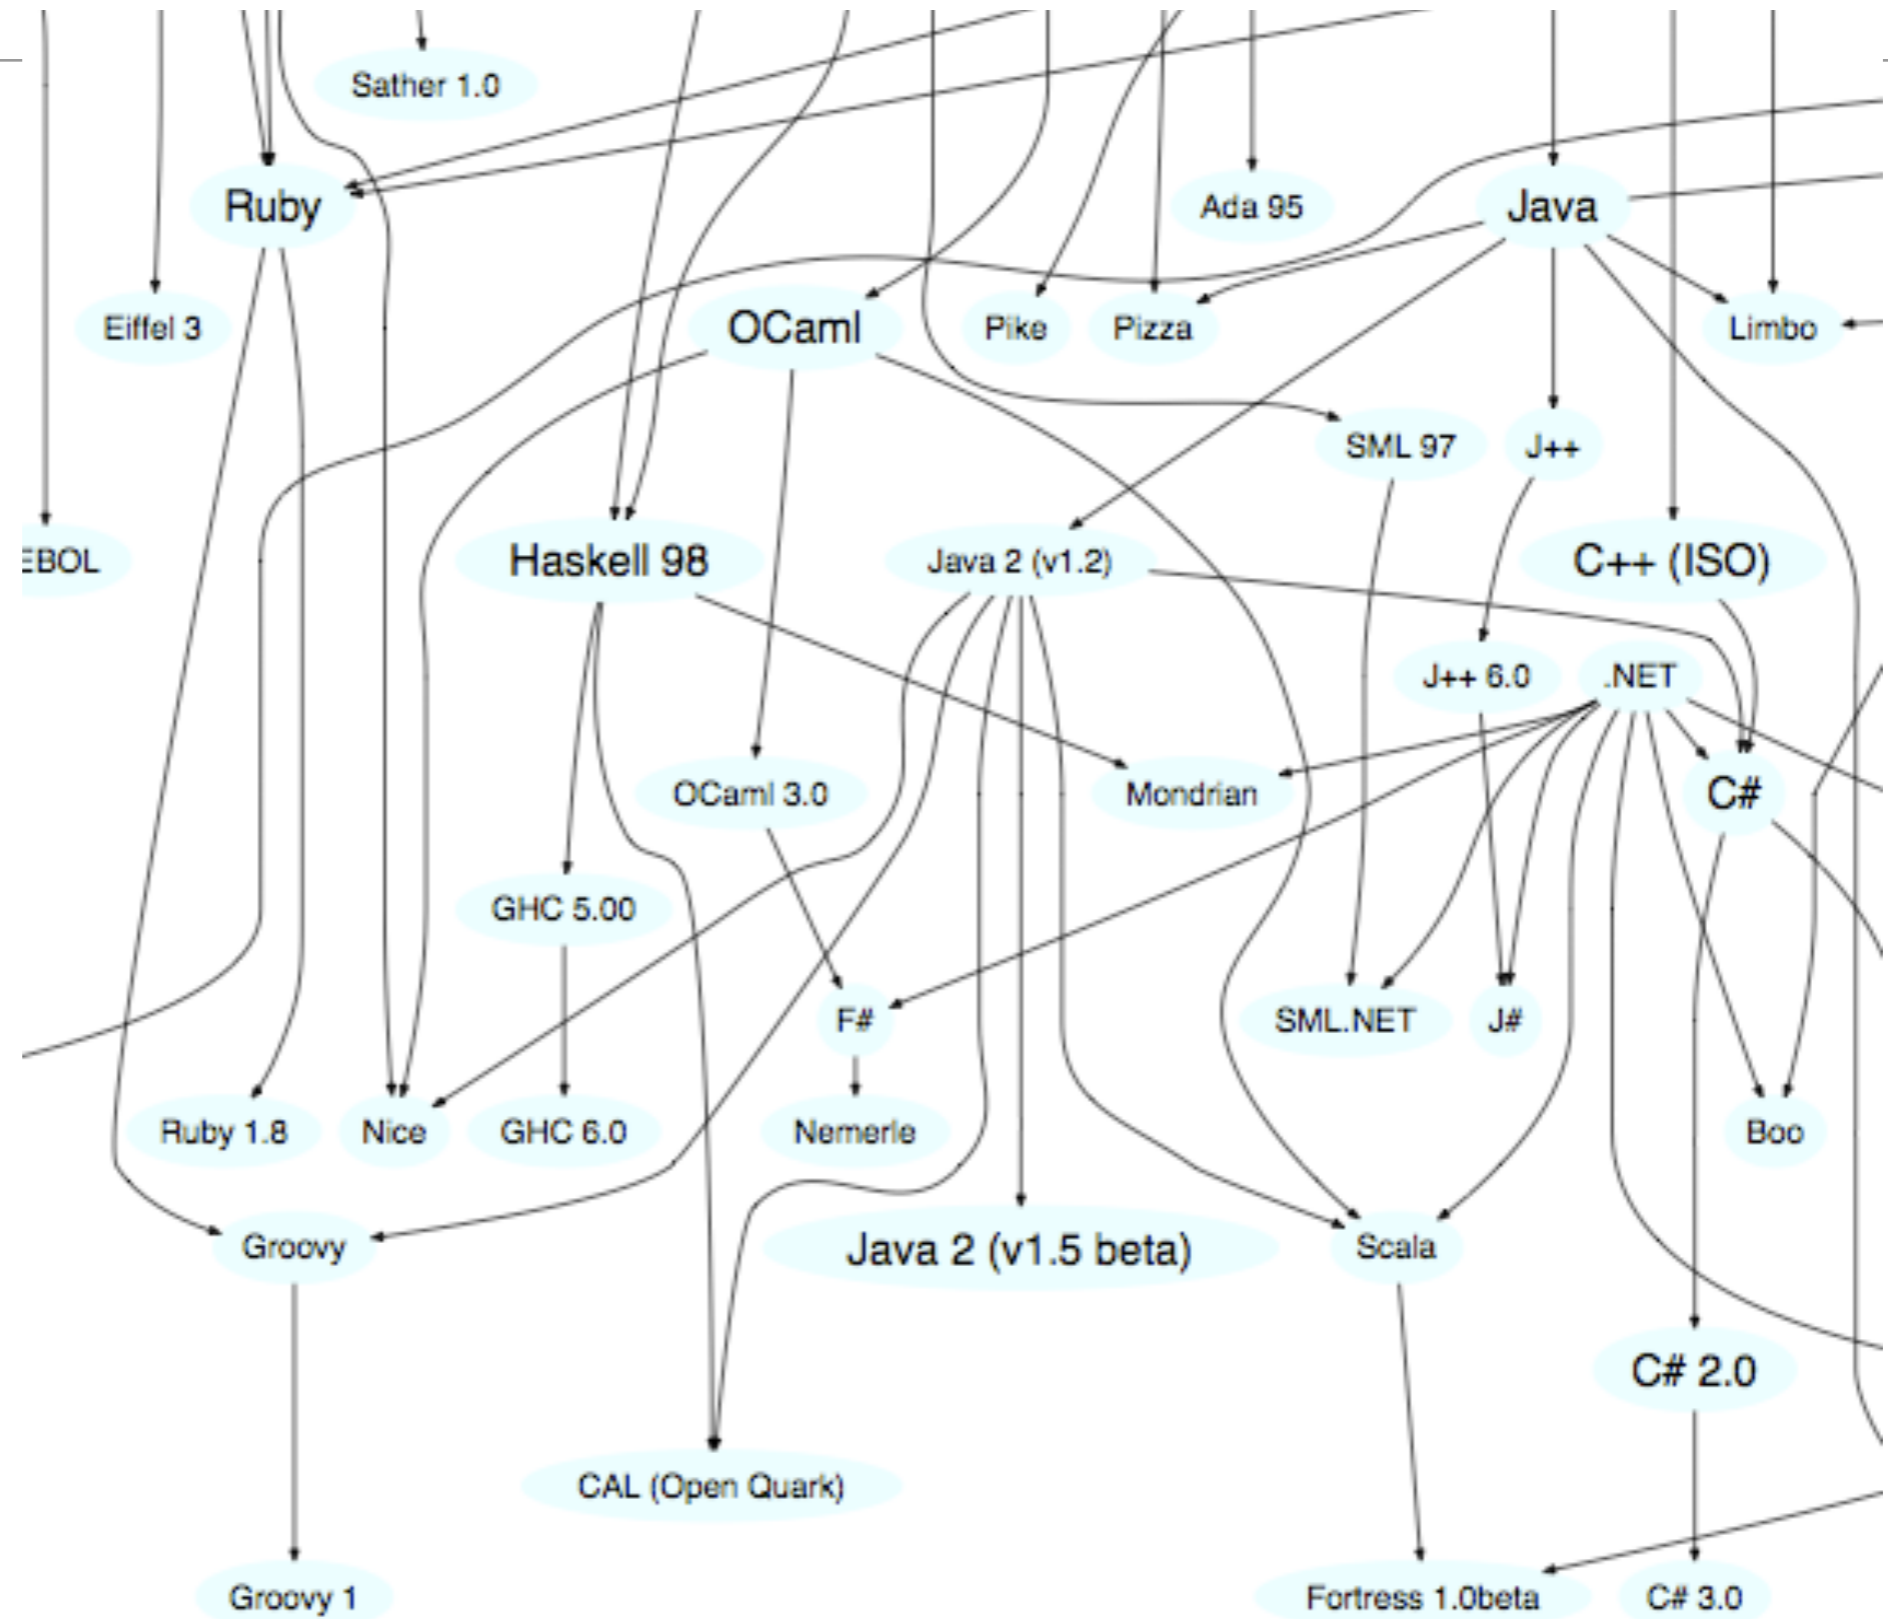 Sather 1.0
Ruby
Ada 95
Java
Eiffel 3
OCaml
Pike
Pizza
Limbo
SML 97
J++
EBOL
Haskell 98
Java 2 (v1.2)
C++ (ISO)
J++ 6.0
.NET
OCaml 3.0
Mondrian
C#
GHC 5.00
F#
SML.NET
J#
Ruby 1.8
Nice
GHC 6.0
Nemerle
Boo
Groovy
Java 2 (v1.5 beta)
Scala
C# 2.0
CAL (Open Quark)
Groovy 1
Fortress 1.0beta
C# 3.0